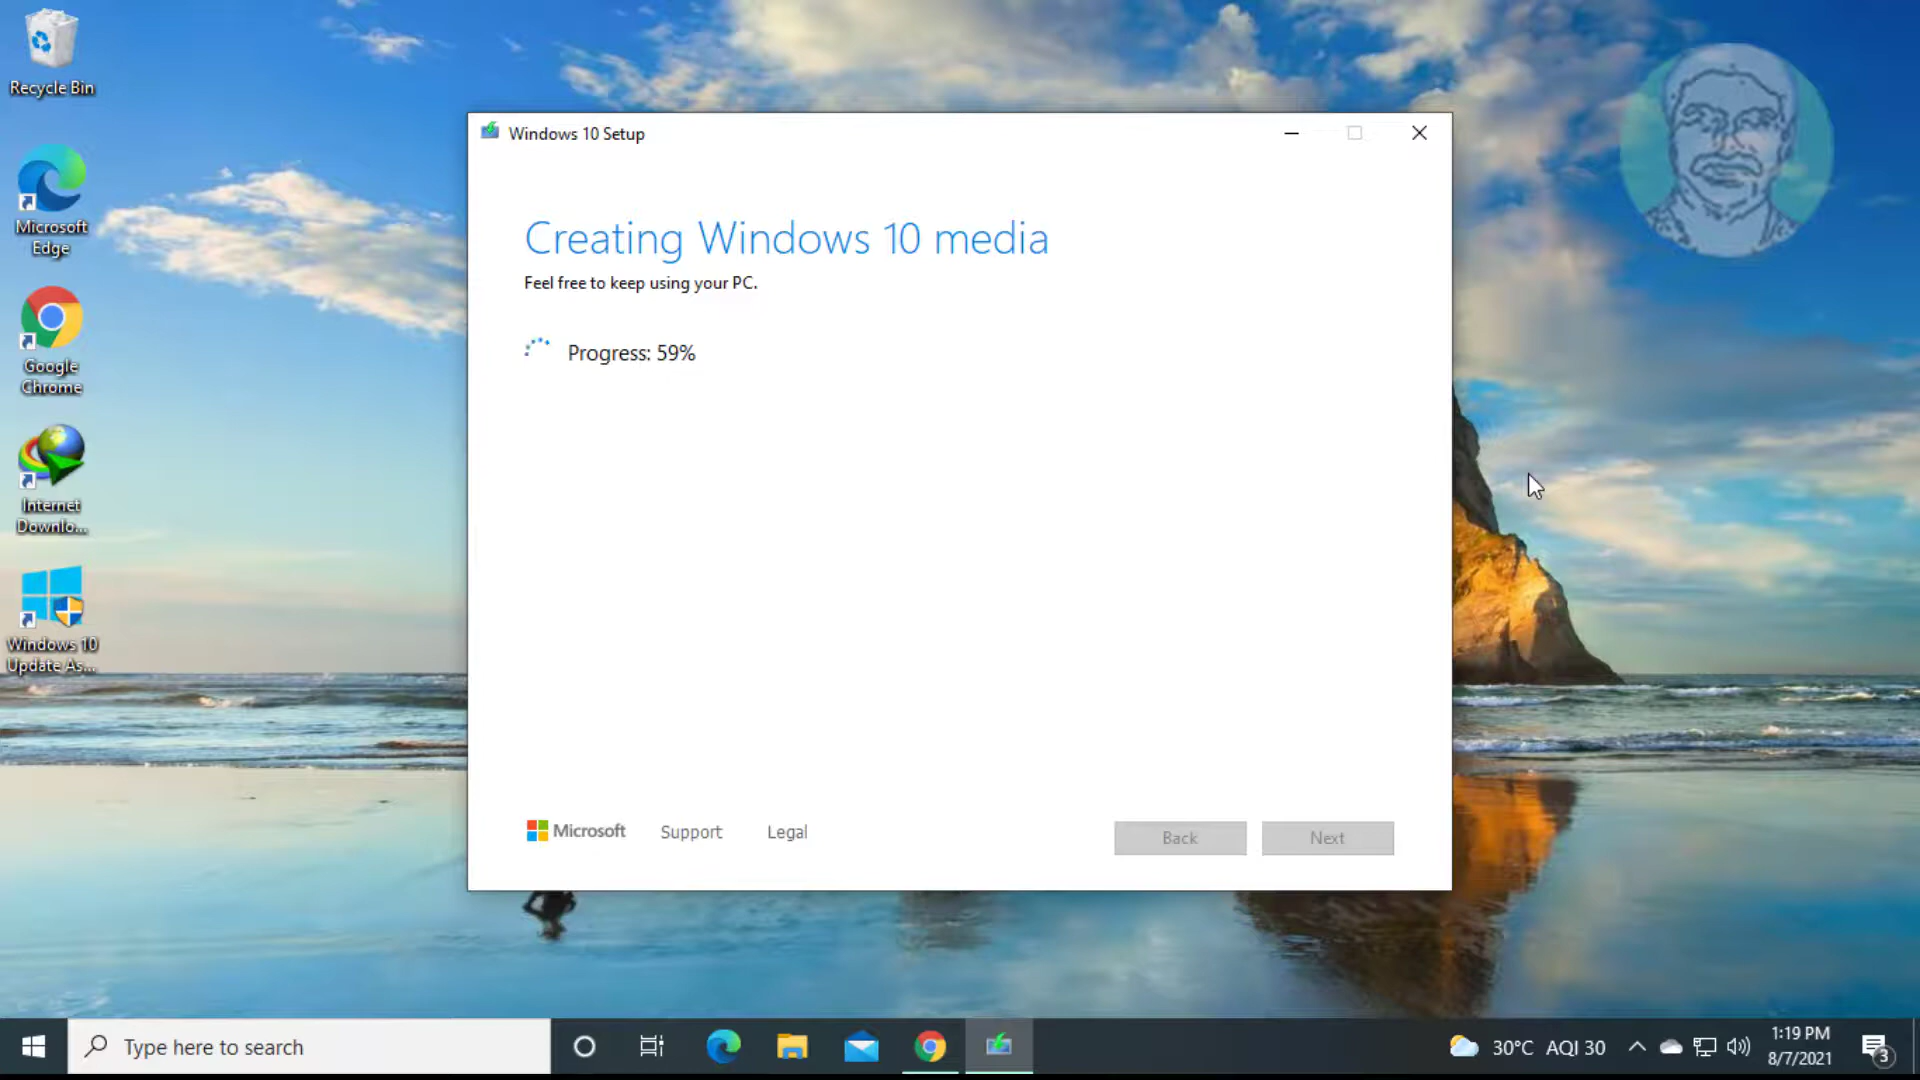 Recycle Bin
Microsoft
Edge
Google
Chrome
Internet
Downlo...
Windows 10
Update As...
Windows 10 Setup
Creating Windows 10 media
Feel free to keep using your PC.
Progress: 59%
Microsoft
Support
Legal
Back
Next
Type here to search
30°C AQI 30
1:19 PM
8/7/2021
3